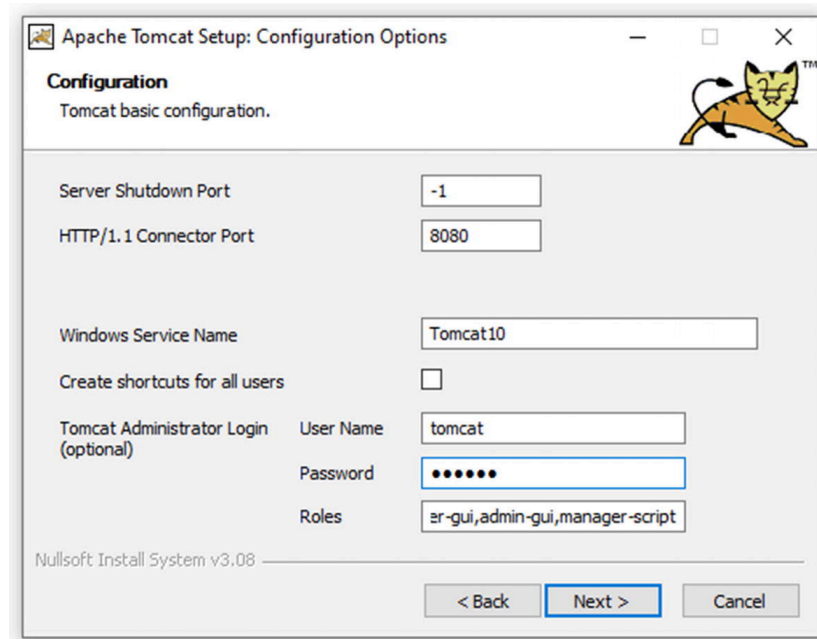 Apache Tomcat Setup: Configuration Options
Configuration
Tomcat basic configuration.
TM
Server Shutdown Port
-1
HTTP/1.1 Connector Port
8080
Windows Service Name
Tomcat10
Create shortcuts for all users
Tomcat Administrator Login
(optional)
User Name
tomcat
Password
••••••
Roles
er-gui,admin-gui,manager-script
Nullsoft Install System v3.08
< Back
Next >
Cancel